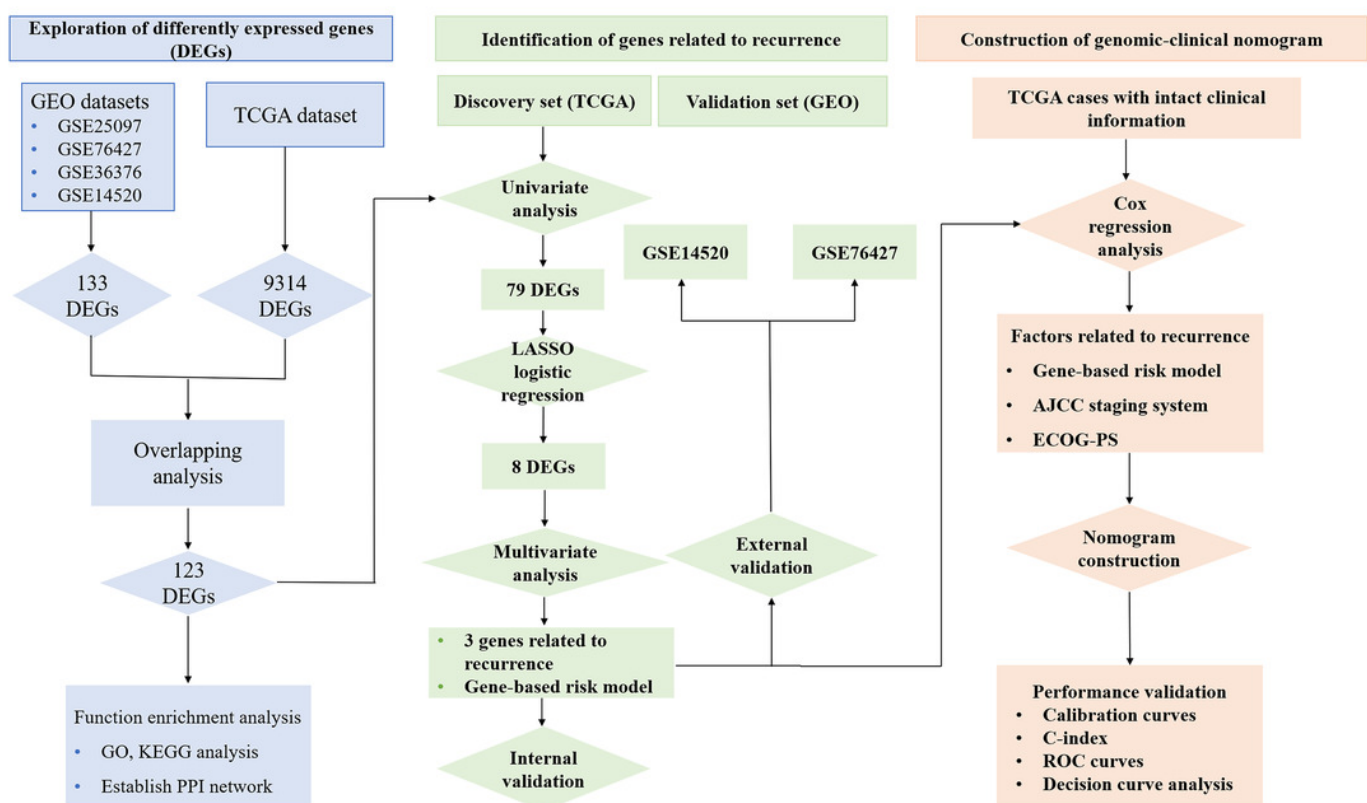 Exploration of differently expressed genes
(DEGs)
GEO datasets
• GSE25097
• GSE76427
• GSE36376
• GSE14520
TCGA dataset
133
DEGs
9314
DEGs
Overlapping
analysis
123
DEGs
Function enrichment analysis
• GO, KEGG analysis
• Establish PPI network
Identification of genes related to recurrence
Discovery set (TCGA)
Validation set (GEO)
Univariate
analysis
79 DEGs
LASSO
logistic
regression
8 DEGs
Multivariate
analysis
• 3 genes related to
recurrence
• Gene-based risk model
Internal
validation
GSE14520
GSE76427
External
validation
Construction of genomic-clinical nomogram
TCGA cases with intact clinical
information
Cox
regression
analysis
Factors related to recurrence
• Gene-based risk model
• AJCC staging system
• ECOG-PS
Nomogram
construction
Performance validation
• Calibration curves
• C-index
• ROC curves
• Decision curve analysis